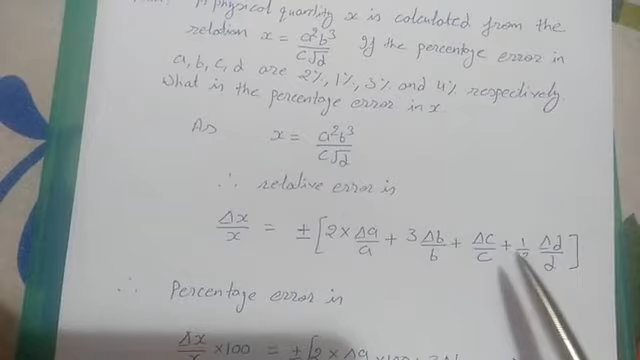 A physical quantity x is calculated from the
relation x = a²b³/c√d If the percentage error in
a, b, c, d are 2%, 1%, 3% and 4% respectively.
What is the percentage error in x.
As x = a²b³/c√d
∴ relative error is
Δx/x = ± [2 × Δa/a + 3 Δb/b + Δc/c + Δd/d]
∴ Percentage error in
Δx/x × 100 = ± [2 × Δa × 100 +